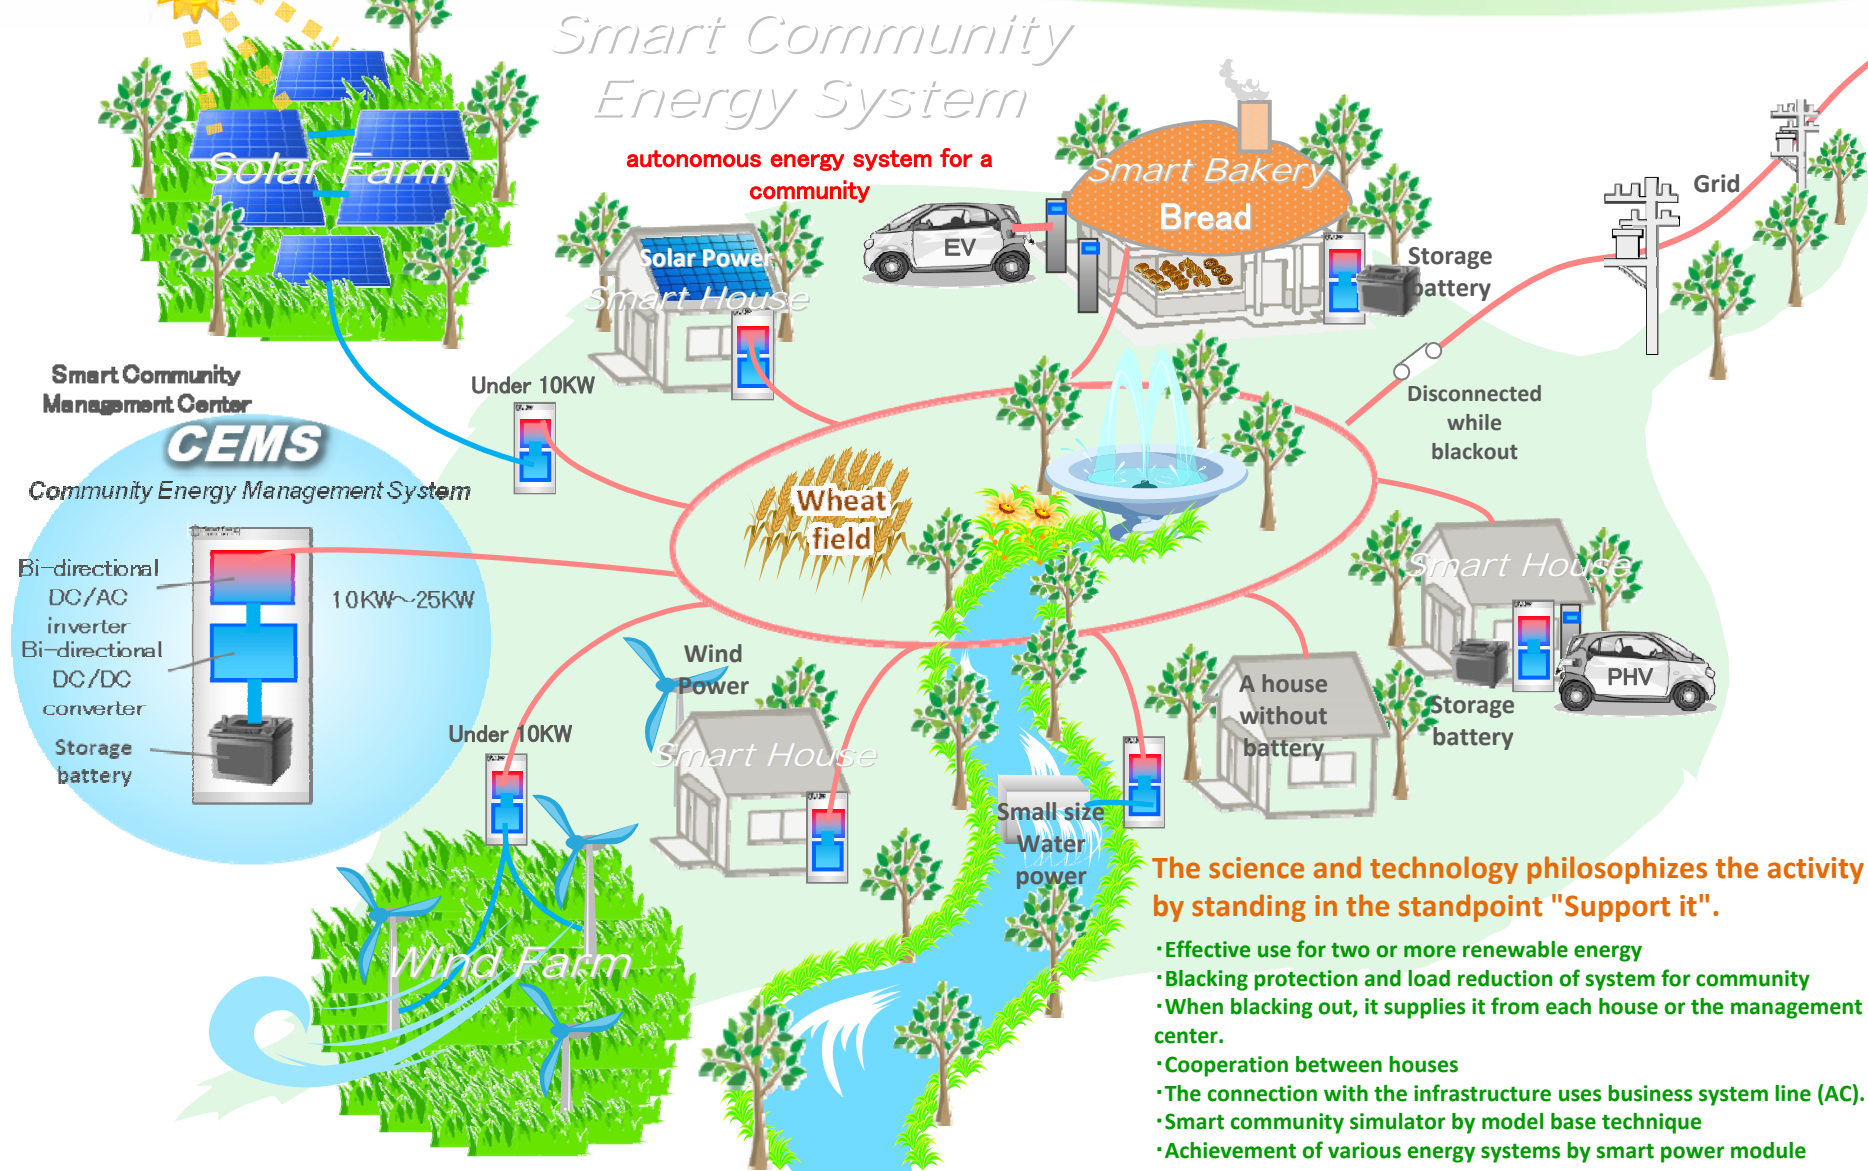 Smart Community
Energy System
autonomous energy system for a
community
Solar Farm
Solar Power
Smart House
EV
Smart Bakery
Bread
Storage
battery
Grid
Disconnected
while
blackout
Under 10KW
Smart Community
Management Center
CEMS
Community Energy Management System
Bi-directional
DC/AC
inverter
Bi-directional
DC/DC
converter
Storage
battery
10KW～25KW
Wheat
field
Smart House
Storage
battery
PHV
A house
without
battery
Wind
Power
Smart House
Under 10KW
Small size
Water
power
Wind Farm
The science and technology philosophizes the activity
by standing in the standpoint "Support it".
・Effective use for two or more renewable energy
・Blacking protection and load reduction of system for community
・When blacking out, it supplies it from each house or the management
center.
・Cooperation between houses
・The connection with the infrastructure uses business system line (AC).
・Smart community simulator by model base technique
・Achievement of various energy systems by smart power module